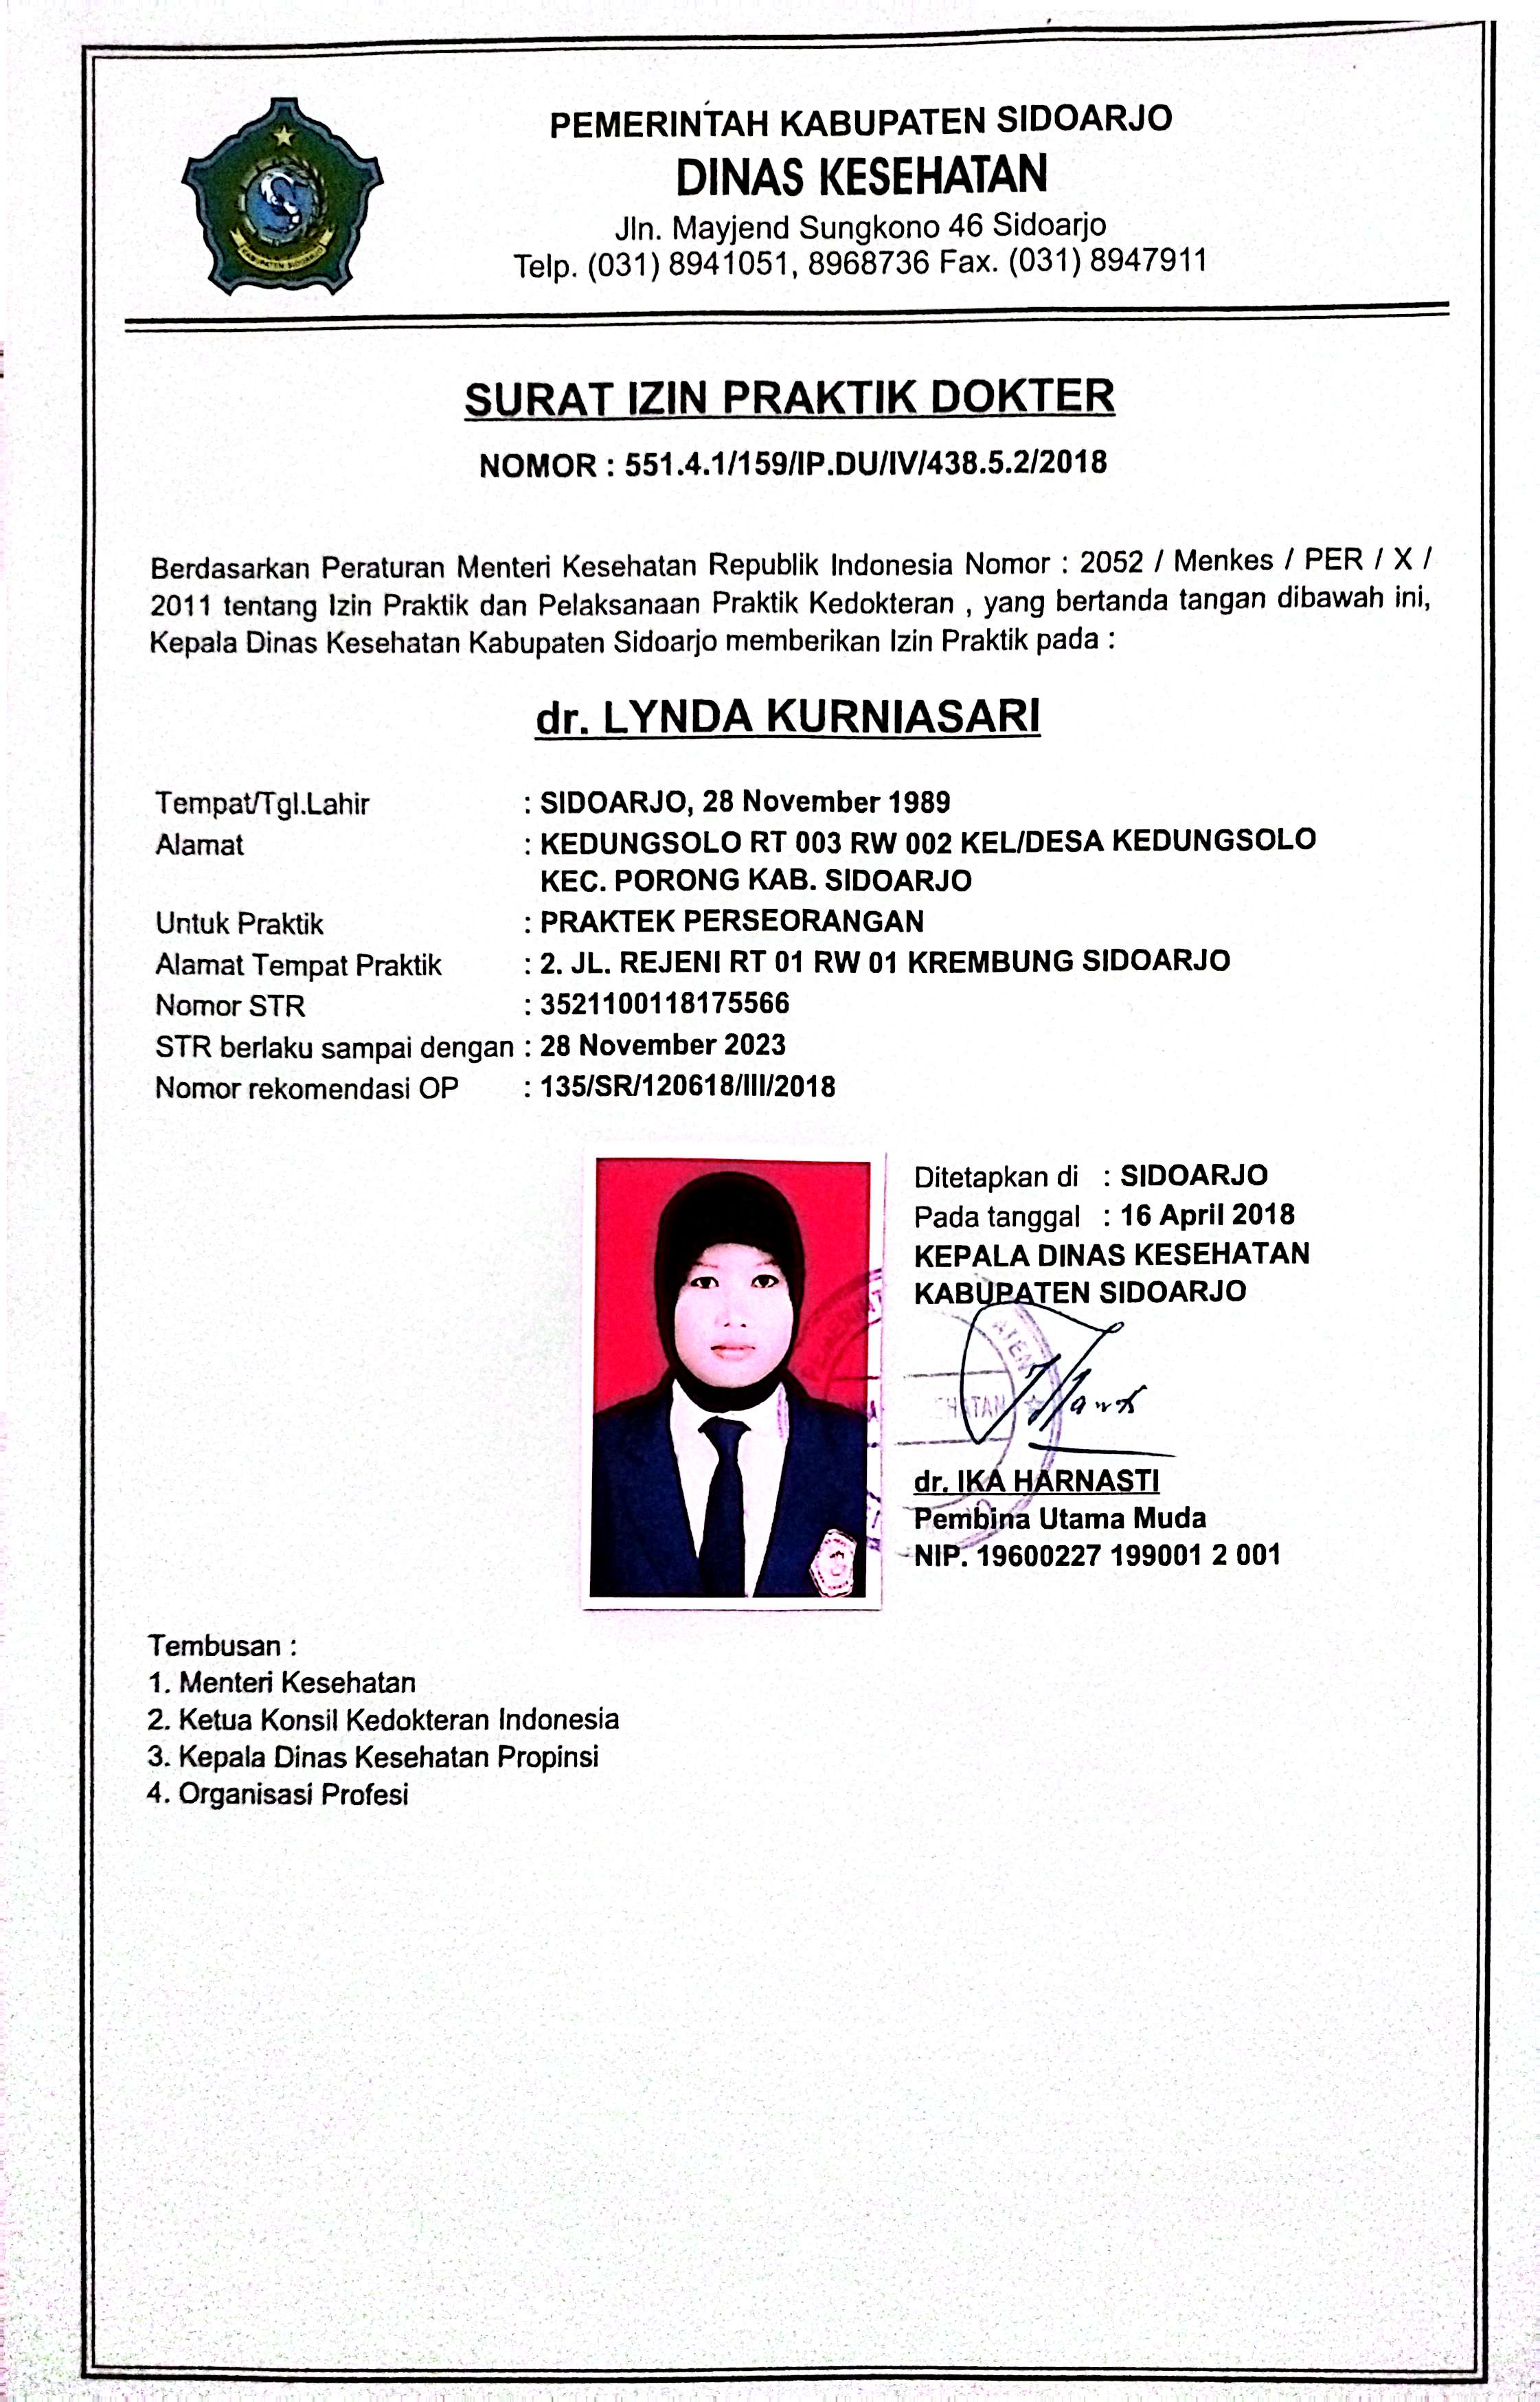 PEMERINTAH KABUPATEN SIDOARJO
DINAS KESEHATAN
Jln. Mayjend Sungkono 46 Sidoarjo
Telp. (031) 8941051, 8968736 Fax. (031) 8947911
KABUPATEN SIDOARJO
SURAT IZIN PRAKTIK DOKTER
NOMOR : 551.4.1/159/IP.DU/IV/438.5.2/2018
Berdasarkan Peraturan Menteri Kesehatan Republik Indonesia Nomor : 2052 / Menkes / PER / X /
2011 tentang Izin Praktik dan Pelaksanaan Praktik Kedokteran , yang bertanda tangan dibawah ini,
Kepala Dinas Kesehatan Kabupaten Sidoarjo memberikan Izin Praktik pada :
dr. LYNDA KURNIASARI
Tempat/Tgl.Lahir : SIDOARJO, 28 November 1989
Alamat : KEDUNGSOLO RT 003 RW 002 KEL/DESA KEDUNGSOLO
KEC. PORONG KAB. SIDOARJO
Untuk Praktik : PRAKTEK PERSEORANGAN
Alamat Tempat Praktik : 2. JL. REJENI RT 01 RW 01 KREMBUNG SIDOARJO
Nomor STR : 3521100118175566
STR berlaku sampai dengan : 28 November 2023
Nomor rekomendasi OP : 135/SR/120618/III/2018
Ditetapkan di : SIDOARJO
Pada tanggal : 16 April 2018
KEPALA DINAS KESEHATAN
KABUPATEN SIDOARJO
dr. IKA HARNASTI
Pembina Utama Muda
NIP. 19600227 199001 2 001
Tembusan :
1. Menteri Kesehatan
2. Ketua Konsil Kedokteran Indonesia
3. Kepala Dinas Kesehatan Propinsi
4. Organisasi Profesi